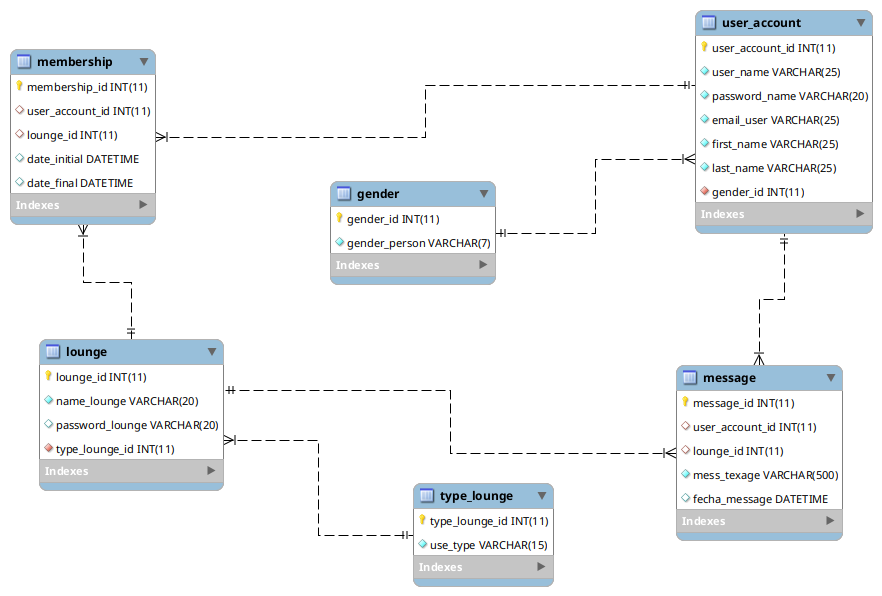 user_account
user_account_id INT(11)
user_name VARCHAR(25)
password_name VARCHAR(20)
email_user VARCHAR(25)
first_name VARCHAR(25)
last_name VARCHAR(25)
gender_id INT(11)
Indexes
membership
membership_id INT(11)
user_account_id INT(11)
lounge_id INT(11)
date_initial DATETIME
date_final DATETIME
Indexes
gender
gender_id INT(11)
gender_person VARCHAR(7)
Indexes
lounge
lounge_id INT(11)
name_lounge VARCHAR(20)
password_lounge VARCHAR(20)
type_lounge_id INT(11)
Indexes
message
message_id INT(11)
user_account_id INT(11)
lounge_id INT(11)
mess_texage VARCHAR(500)
fecha_message DATETIME
Indexes
type_lounge
type_lounge_id INT(11)
use_type VARCHAR(15)
Indexes